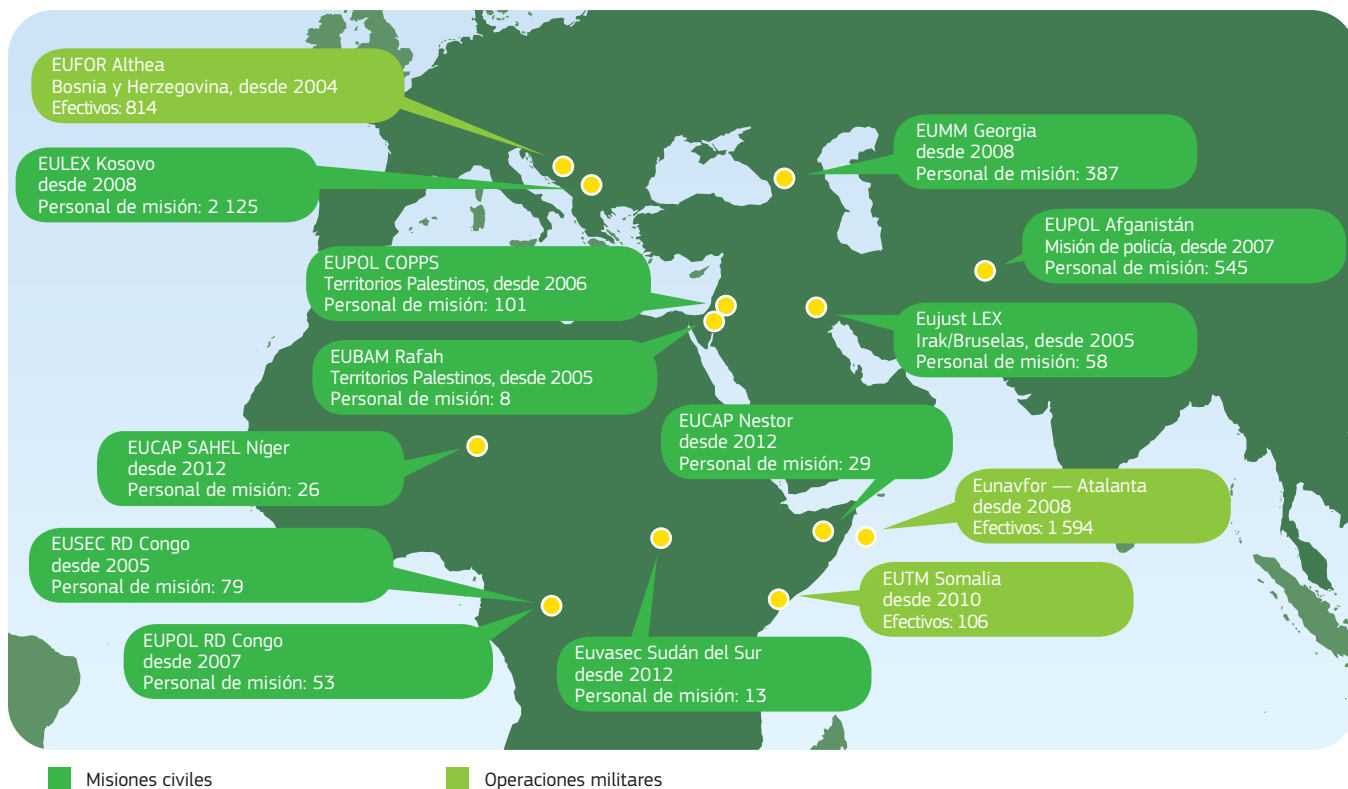 EUFOR Althea
Bosnia y Herzegovina, desde 2004
Efectivos: 814
EULEX Kosovo
desde 2008
Personal de misión: 2 125
EUMM Georgia
desde 2008
Personal de misión: 387
EUPOL Afganistán
Misión de policía, desde 2007
Personal de misión: 545
EUPOL COPPS
Territorios Palestinos, desde 2006
Personal de misión: 101
Eujust LEX
Irak/Bruselas, desde 2005
Personal de misión: 58
EUBAM Rafah
Territorios Palestinos, desde 2005
Personal de misión: 8
EUCAP Nestor
desde 2012
Personal de misión: 29
EUCAP SAHEL Níger
desde 2012
Personal de misión: 26
Eunavfor — Atalanta
desde 2008
Efectivos: 1 594
EUSEC RD Congo
desde 2005
Personal de misión: 79
EUTM Somalia
desde 2010
Efectivos: 106
EUPOL RD Congo
desde 2007
Personal de misión: 53
Euvasec Sudán del Sur
desde 2012
Personal de misión: 13
Misiones civiles
Operaciones militares